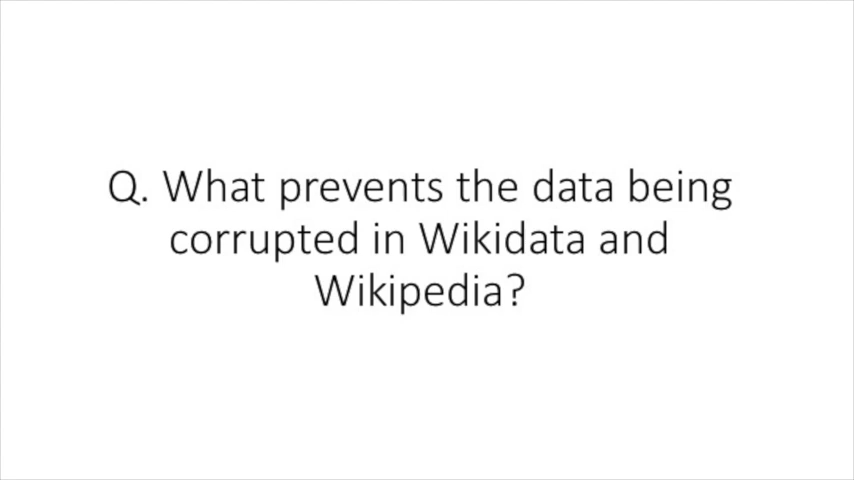 Q. What prevents the data being
corrupted in Wikidata and
Wikipedia?